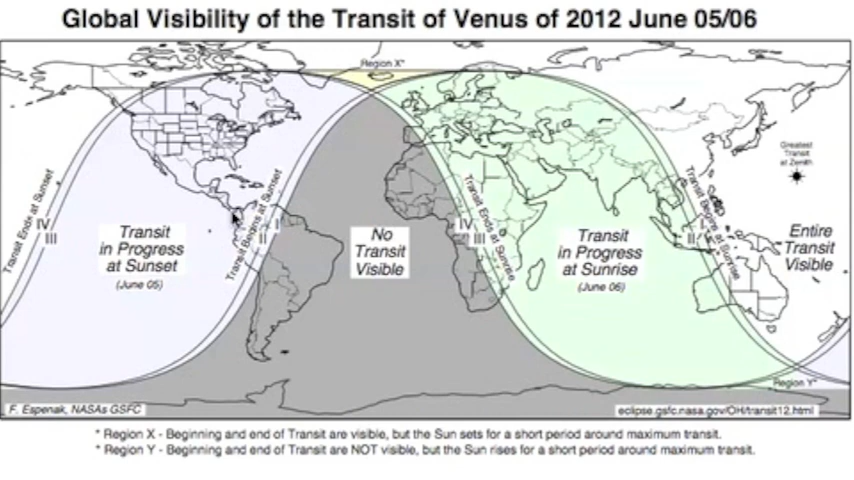 Global Visibility of the Transit of Venus of 2012 June 05/06
Region X*
Greatest
Transit
at Zenith
Transit Ends at Sunset
IV
III
Transit
in Progress
at Sunset
(June 05)
Transit Begins at Sunset
I
II
No
Transit
Visible
Transit Ends at Sunrise
IV
III
Transit
in Progress
at Sunrise
(June 06)
Transit Begins at Sunrise
I
II
Entire
Transit
Visible
Region Y*
F. Espenak, NASAs GSFC
eclipse.gsfc.nasa.gov/OH/transit12.html
* Region X - Beginning and end of Transit are visible, but the Sun sets for a short period around maximum transit.
* Region Y - Beginning and end of Transit are NOT visible, but the Sun rises for a short period around maximum transit.